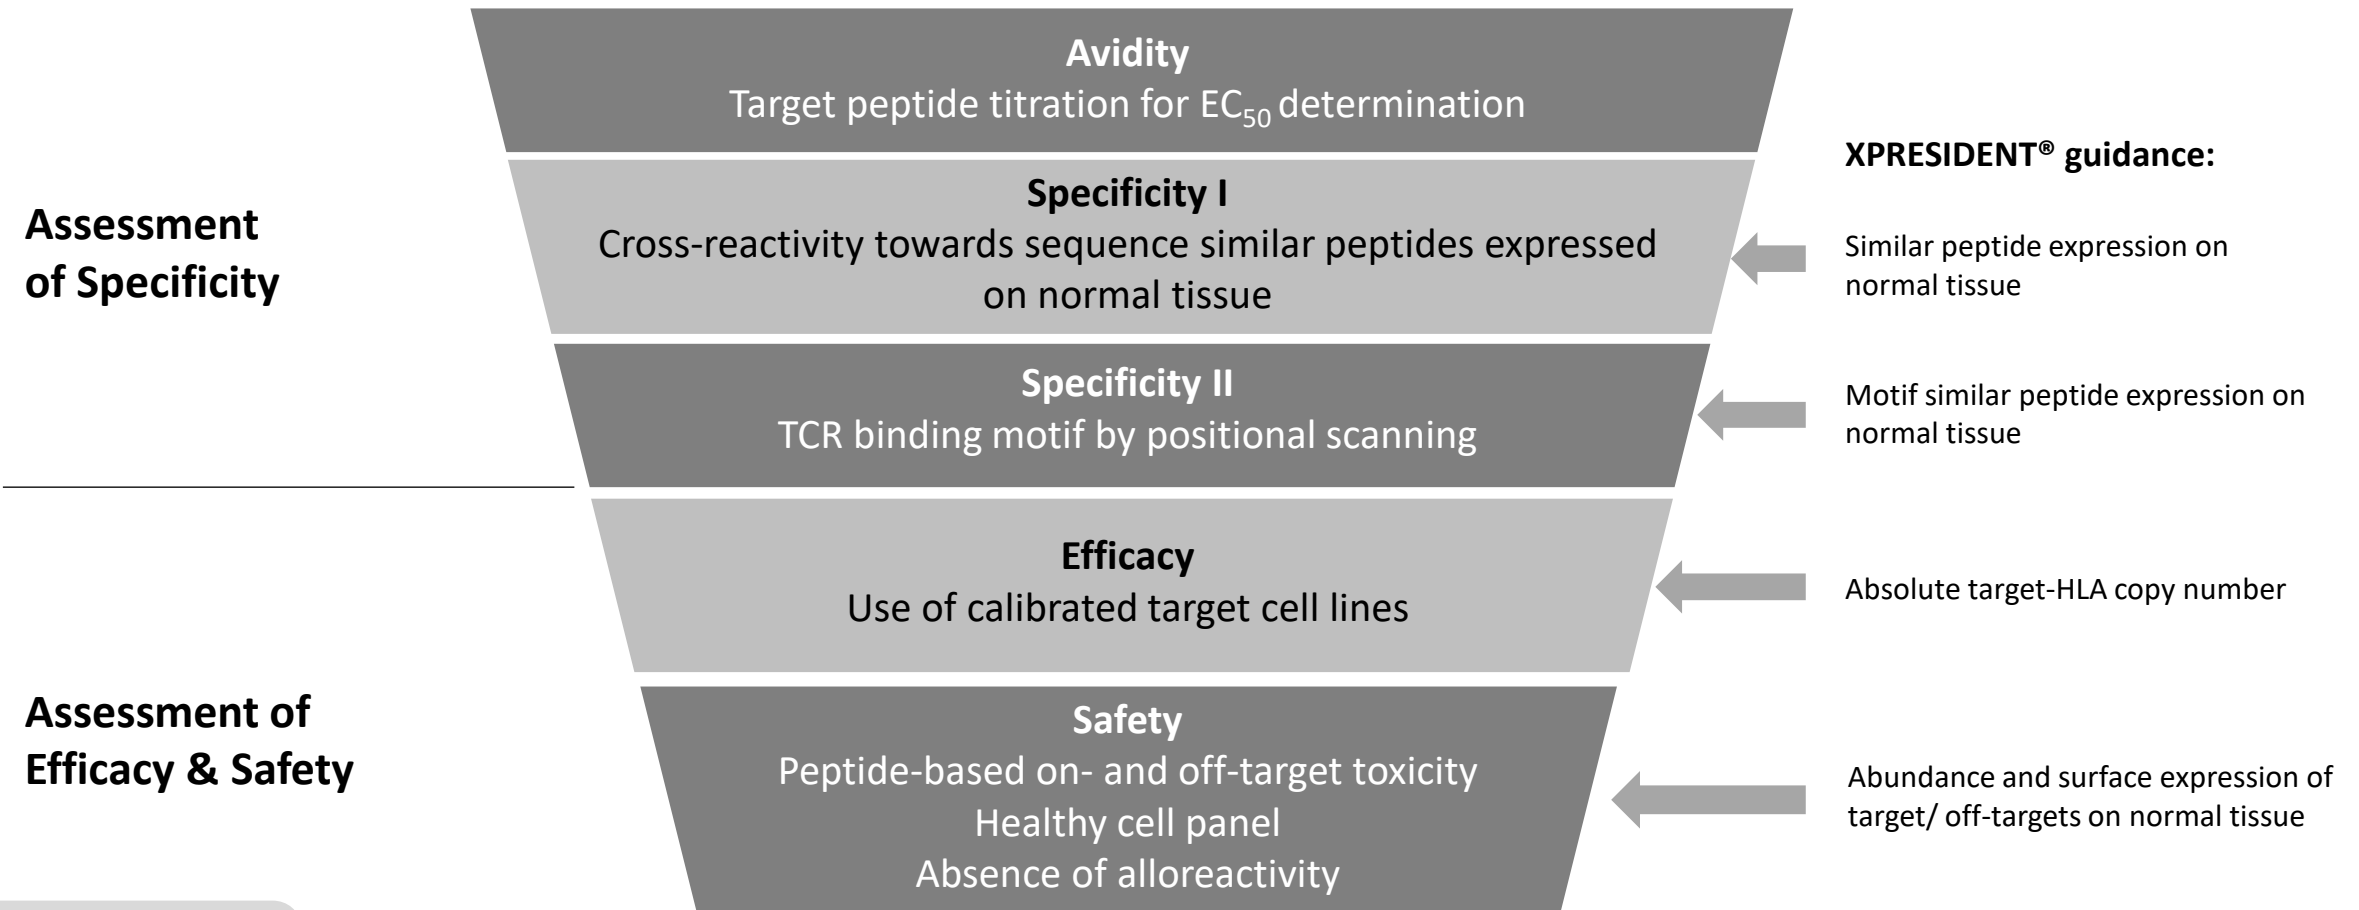 Avidity
Target peptide titration for EC50 determination
Assessment
of Specificity
Specificity I
Cross-reactivity towards sequence similar peptides expressed
on normal tissue
XPRESIDENT® guidance:
Similar peptide expression on
normal tissue
Specificity II
TCR binding motif by positional scanning
Motif similar peptide expression on
normal tissue
Efficacy
Use of calibrated target cell lines
Absolute target-HLA copy number
Assessment of
Efficacy & Safety
Safety
Peptide-based on- and off-target toxicity
Healthy cell panel
Absence of alloreactivity
Abundance and surface expression of
target/ off-targets on normal tissue